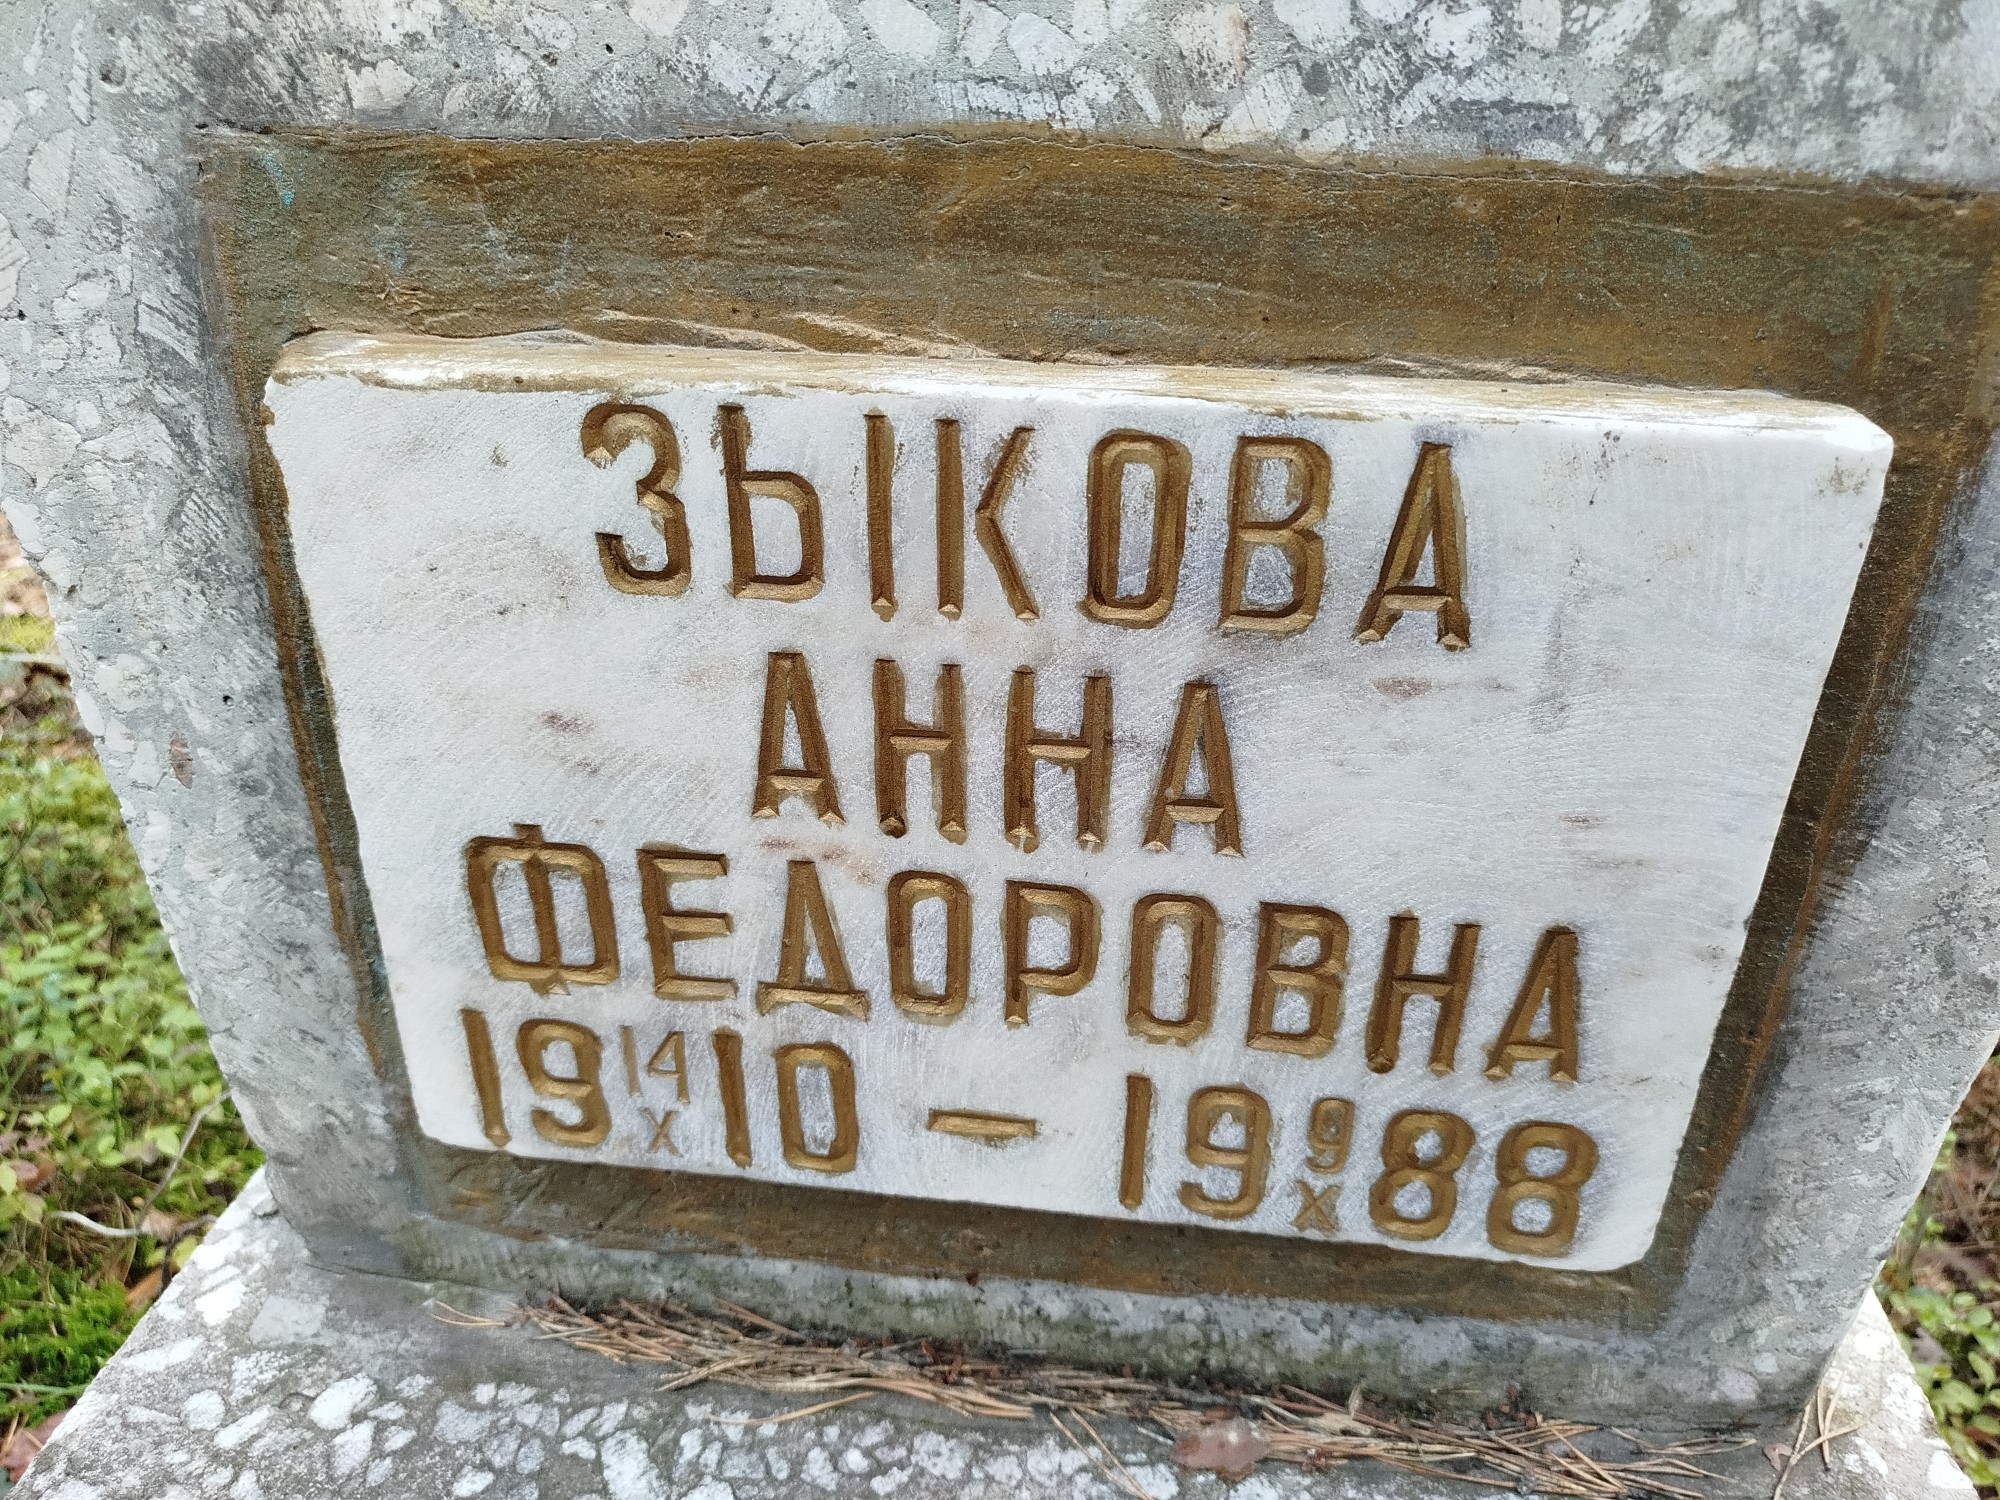 ЗЫКОВА
АННА
ФЕДОРОВНА
19 14/X 10 – 19 9/X 88